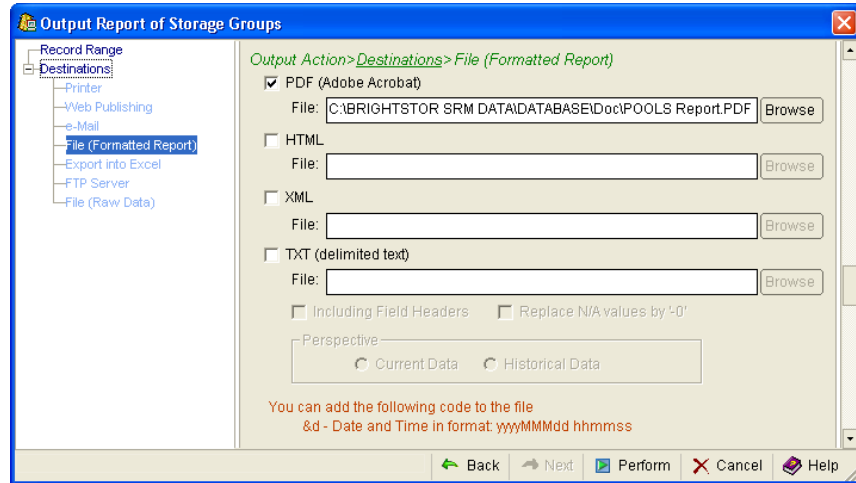 Output Report of Storage Groups
Record Range
Destinations
Printer
Web Publishing
e-Mail
File (Formatted Report)
Export into Excel
FTP Server
File (Raw Data)
Output Action>Destinations>File (Formatted Report)
PDF (Adobe Acrobat)
File: C:\BRIGHTSTOR SRM DATA\DATABASE\Doc\POOLS Report.PDF Browse
HTML
File: Browse
XML
File: Browse
TXT (delimited text)
File: Browse
Including Field Headers Replace N/A values by '-0'
Perspective
Current Data Historical Data
You can add the following code to the file
&d - Date and Time in format: yyyyMMMdd hhmmss
Back Next Perform Cancel Help